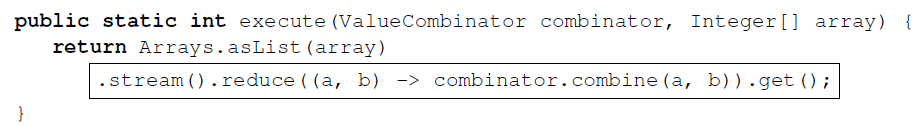 public static int execute(ValueCombinator combinator, Integer[] array) {
return Arrays.asList(array)
.stream().reduce((a, b) -> combinator.combine(a, b)).get();
}